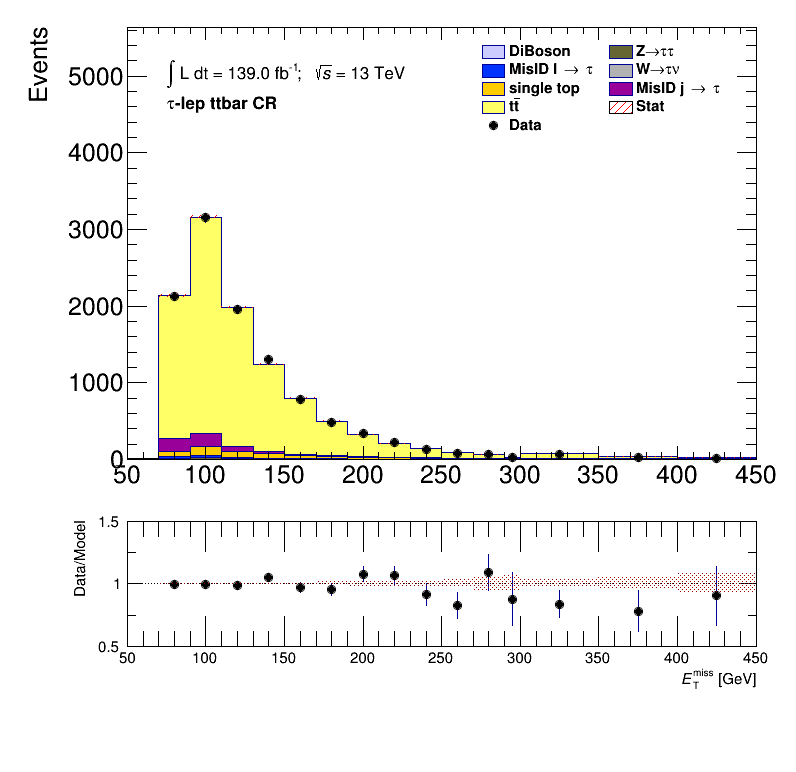 Events
∫ L dt = 139.0 fb⁻¹; √s = 13 TeV
τ-lep ttbar CR
DiBoson
MisID l → τ
single top
tt̄
Data
Z→ττ
W→τν
MisID j → τ
Stat
5000
4000
3000
2000
1000
0
50 100 150 200 250 300 350 400 450
Data/Model
1.5
1
0.5
50 100 150 200 250 300 350 400 450
E_T^miss [GeV]